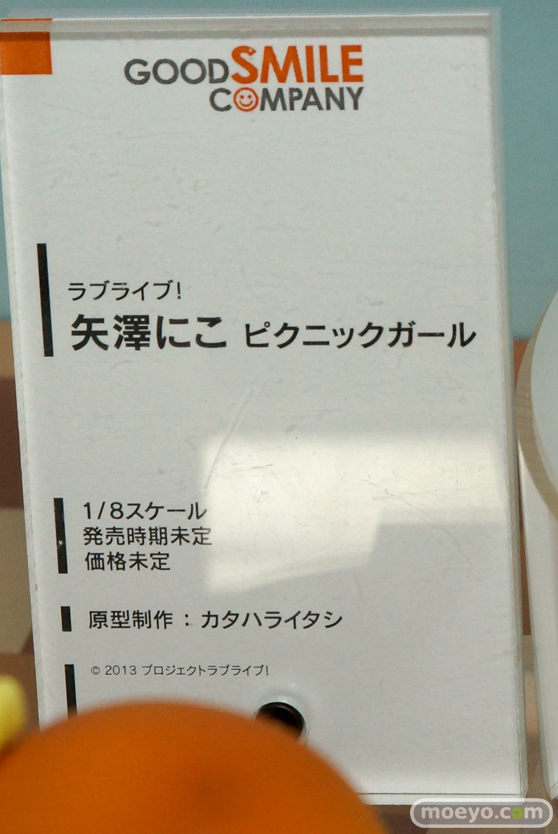 GOODSMILE
COMPANY
ラブライブ!
矢澤にこ ピクニックガール
1/8スケール
発売時期未定
価格未定
原型制作：カタハライタシ
© 2013 プロジェクトラブライブ!
moeyo.com